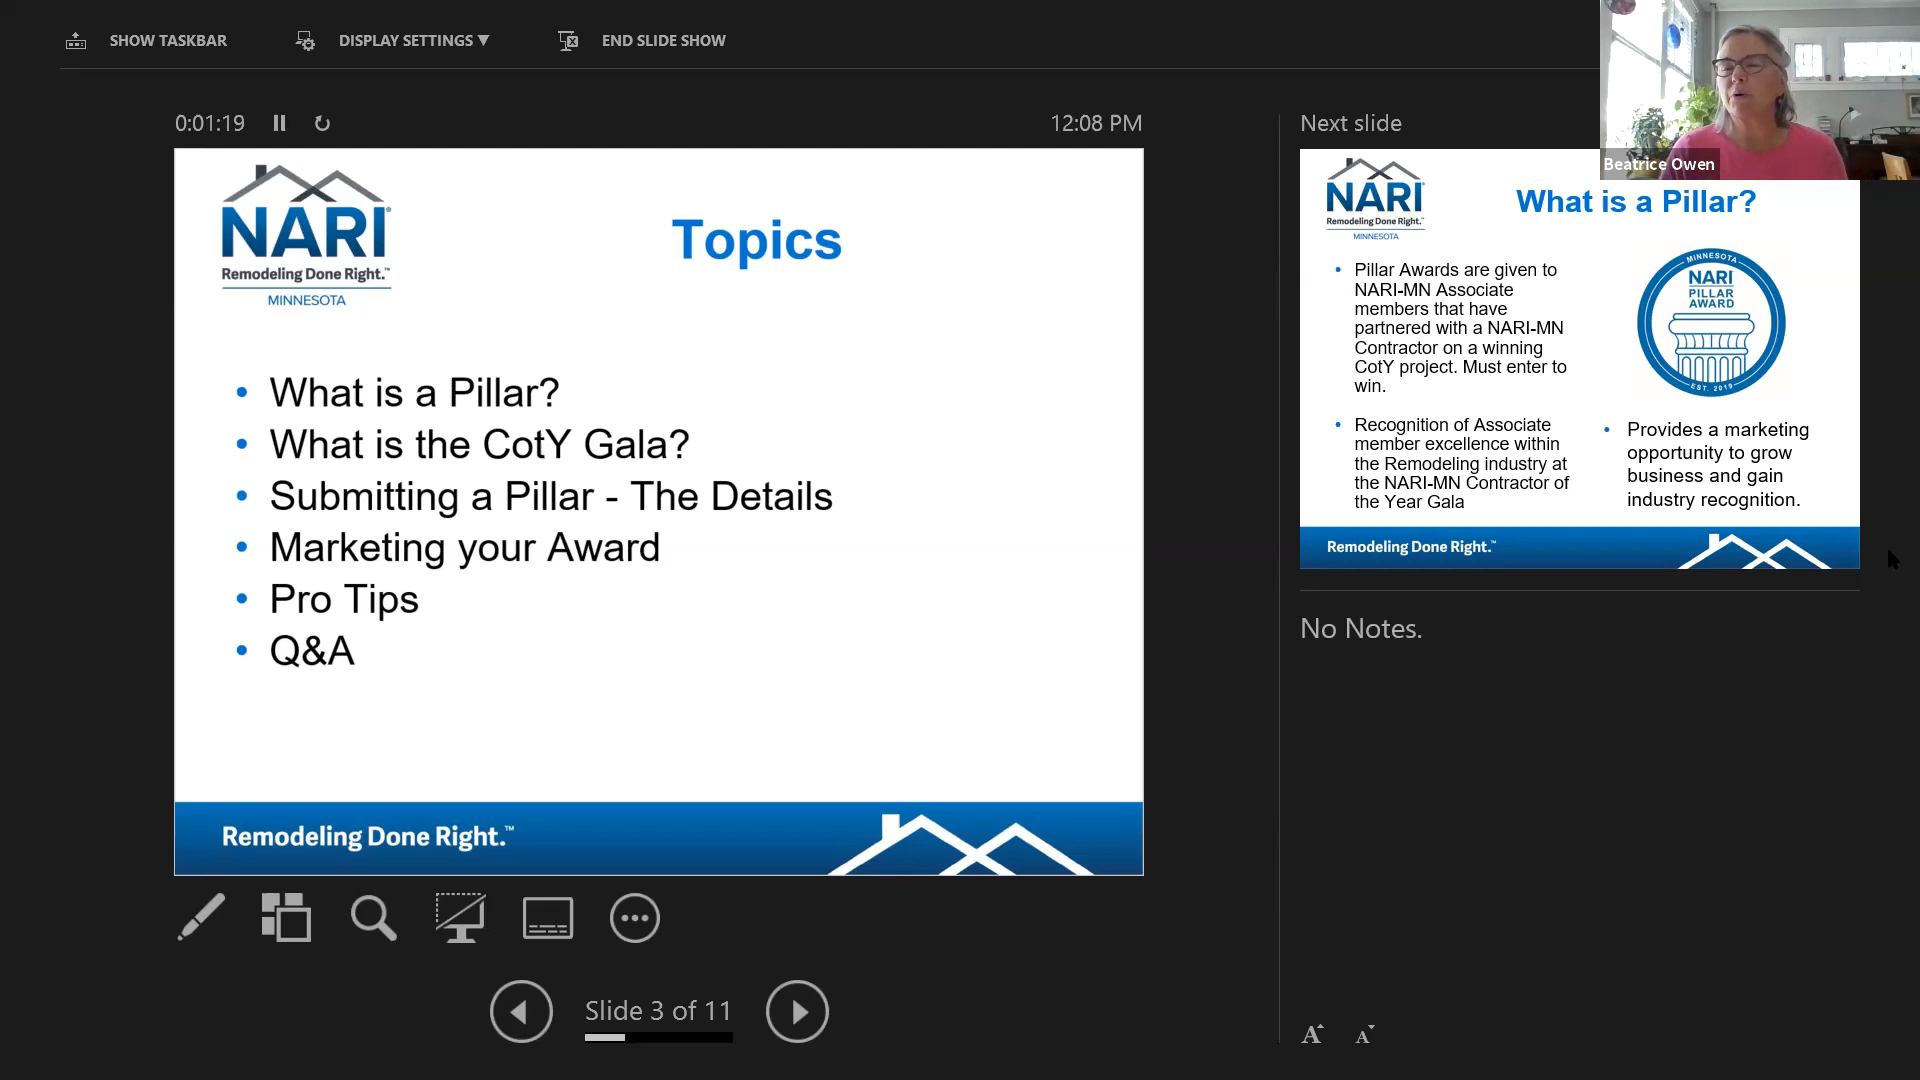 SHOW TASKBAR
DISPLAY SETTINGS ▼
END SLIDE SHOW
0:01:19
12:08 PM
NARI®
Remodeling Done Right.™
MINNESOTA
Topics
• What is a Pillar?
• What is the CotY Gala?
• Submitting a Pillar - The Details
• Marketing your Award
• Pro Tips
• Q&A
Remodeling Done Right.™
Slide 3 of 11
Next slide
Beatrice Owen
NARI
Remodeling Done Right.™
MINNESOTA
What is a Pillar?
• Pillar Awards are given to
NARI-MN Associate
members that have
partnered with a NARI-MN
Contractor on a winning
CotY project. Must enter to
win.
• Recognition of Associate
member excellence within
the Remodeling industry at
the NARI-MN Contractor of
the Year Gala
MINNESOTA
NARI
PILLAR
AWARD
EST. 2019
• Provides a marketing
opportunity to grow
business and gain
industry recognition.
Remodeling Done Right.™
No Notes.
A A